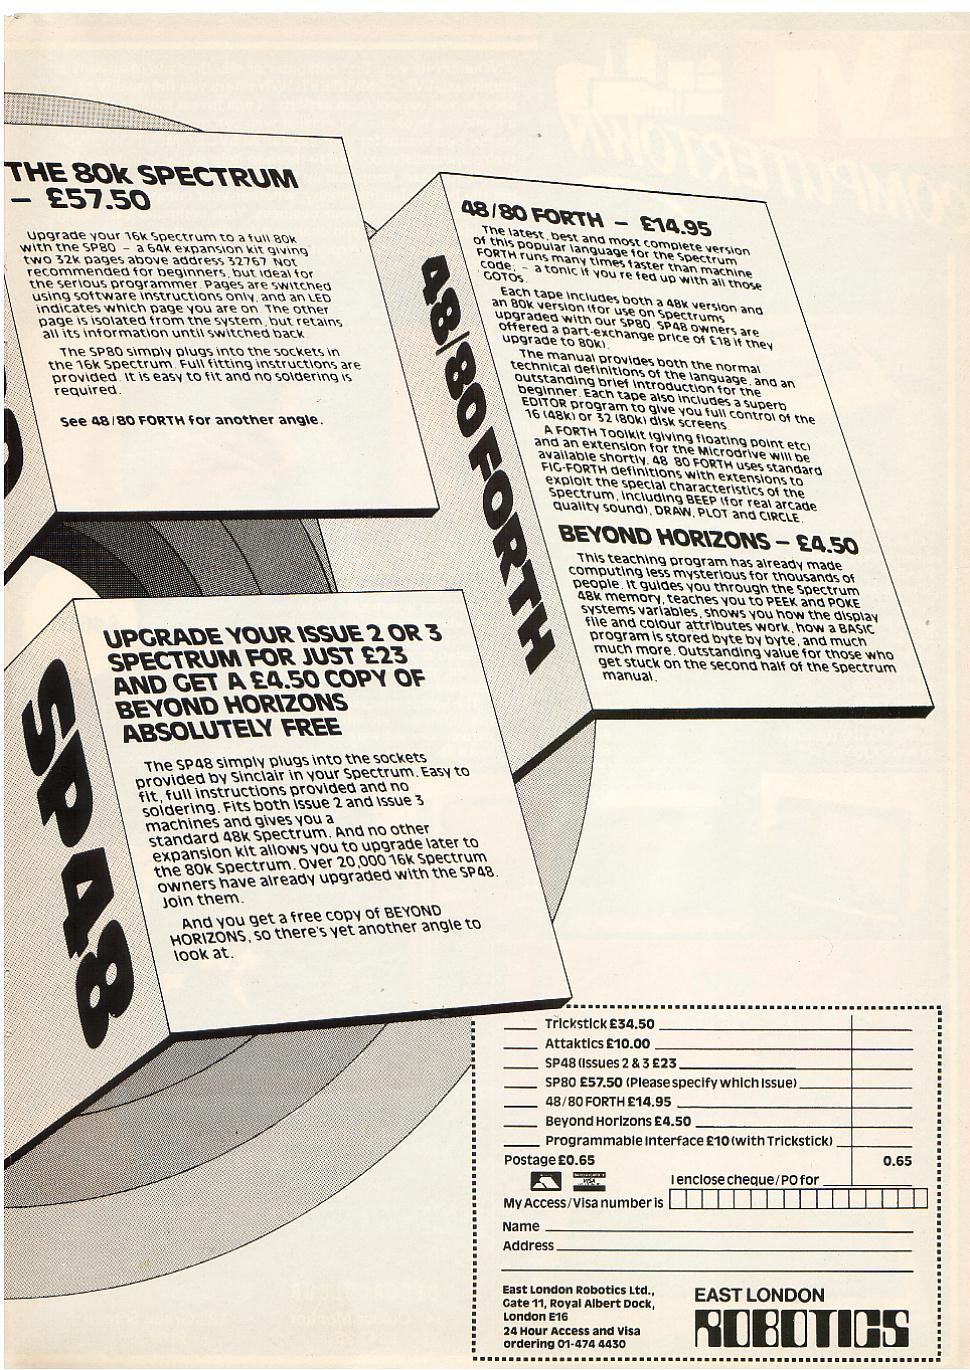 THE 80K SPECTRUM
– £57.50
Upgrade your 16k Spectrum to a full 80k
with the SP80 – a 64k expansion kit giving
two 32k pages above address 32767. Not
recommended for beginners, but ideal for
the serious programmer. Pages are switched
using software instructions only, and an LED
indicates which page you are on. The other
page is isolated from the system, but retains
all its information until switched back.
The SP80 simply plugs into the sockets in
the 16k Spectrum. Full fitting instructions are
provided. It is easy to fit and no soldering is
required.
See 48/80 FORTH for another angle.
48/80 FORTH
48/80 FORTH – £14.95
The latest, best and most complete version
of this popular language for the Spectrum.
FORTH runs many times faster than machine
code; – a tonic if you're fed up with all those
GOTOs.
Each tape includes both a 48k version and
an 80k version (for use on Spectrums
upgraded with our SP80. SP48 owners are
offered a part-exchange price of £18 if they
upgrade to 80k).
The manual provides both the normal
technical definitions of the language, and an
outstanding brief introduction for the
beginner. Each tape also includes a superb
EDITOR program to give you full control of the
16 (48k) or 32 (80k) disk screens.
A FORTH Toolkit (giving floating point etc)
and an extension for the Microdrive will be
available shortly. 48 80 FORTH uses standard
FIG-FORTH definitions with extensions to
exploit the special characteristics of the
Spectrum, including BEEP (for real arcade
quality sound), DRAW, PLOT and CIRCLE.
BEYOND HORIZONS – £4.50
This teaching program has already made
computing less mysterious for thousands of
people. It guides you through the Spectrum
48k memory, teaches you to PEEK and POKE
systems variables, shows you how the display
file and colour attributes work, how a BASIC
program is stored byte by byte, and much
much more. Outstanding value for those who
get stuck on the second half of the Spectrum
manual.
SP48
UPGRADE YOUR ISSUE 2 OR 3
SPECTRUM FOR JUST £23
AND GET A £4.50 COPY OF
BEYOND HORIZONS
ABSOLUTELY FREE
The SP48 simply plugs into the sockets
provided by Sinclair in your Spectrum. Easy to
fit, full instructions provided and no
soldering. Fits both Issue 2 and Issue 3
machines and gives you a
standard 48k Spectrum. And no other
expansion kit allows you to upgrade later to
the 80k Spectrum. Over 20,000 16k Spectrum
owners have already upgraded with the SP48.
Join them.
And you get a free copy of BEYOND
HORIZONS, so there's yet another angle to
look at.
Trickstick £34.50
Attaktics £10.00
SP48 (Issues 2 & 3 £23
SP80 £57.50 (Please specify which Issue)
48/80 FORTH £14.95
Beyond Horizons £4.50
Programmable Interface £10 (with Trickstick)
Postage £0.65 0.65
VISA
I enclose cheque/PO for
My Access/Visa number is
Name
Address
East London Robotics Ltd.,
Gate 11, Royal Albert Dock,
London E16
24 Hour Access and Visa
ordering 01-474 4430
EAST LONDON
ROBOTICS